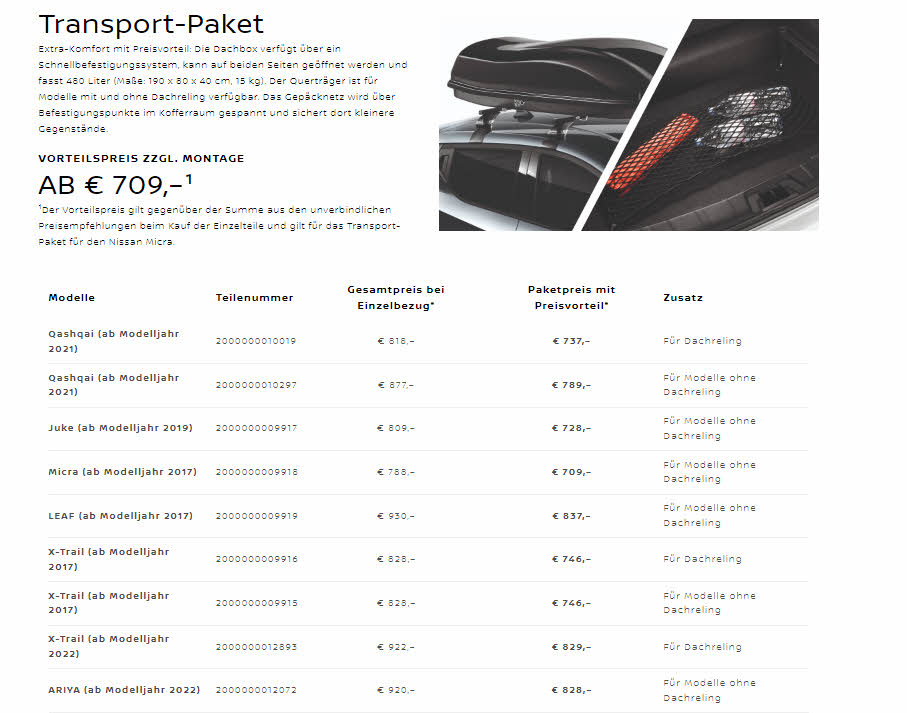 Transport-Paket
Extra-Komfort mit Preisvorteil: Die Dachbox verfügt über ein
Schnellbefestigungssystem, kann auf beiden Seiten geöffnet werden und
fasst 480 Liter (Maße: 190 x 80 x 40 cm, 15 kg). Der Querträger ist für
Modelle mit und ohne Dachreling verfügbar. Das Gepäcknetz wird über
Befestigungspunkte im Kofferraum gespannt und sichert dort kleinere
Gegenstände.
VORTEILSPREIS ZZGL. MONTAGE
AB € 709,–¹
¹Der Vorteilspreis gilt gegenüber der Summe aus den unverbindlichen
Preisempfehlungen beim Kauf der Einzelteile und gilt für das Transport-
Paket für den Nissan Micra.
Modelle Teilenummer Gesamtpreis bei Einzelbezug* Paketpreis mit Preisvorteil* Zusatz
Qashqai (ab Modelljahr 2021) 2000000010019 € 818,– € 737,– Für Dachreling
Qashqai (ab Modelljahr 2021) 2000000010297 € 877,– € 789,– Für Modelle ohne Dachreling
Juke (ab Modelljahr 2019) 2000000009917 € 809,– € 728,– Für Modelle ohne Dachreling
Micra (ab Modelljahr 2017) 2000000009918 € 788,– € 709,– Für Modelle ohne Dachreling
LEAF (ab Modelljahr 2017) 2000000009919 € 930,– € 837,– Für Modelle ohne Dachreling
X-Trail (ab Modelljahr 2017) 2000000009916 € 828,– € 746,– Für Dachreling
X-Trail (ab Modelljahr 2017) 2000000009915 € 828,– € 746,– Für Modelle ohne Dachreling
X-Trail (ab Modelljahr 2022) 2000000012893 € 922,– € 829,– Für Dachreling
ARIYA (ab Modelljahr 2022) 2000000012072 € 920,– € 828,– Für Modelle ohne Dachreling